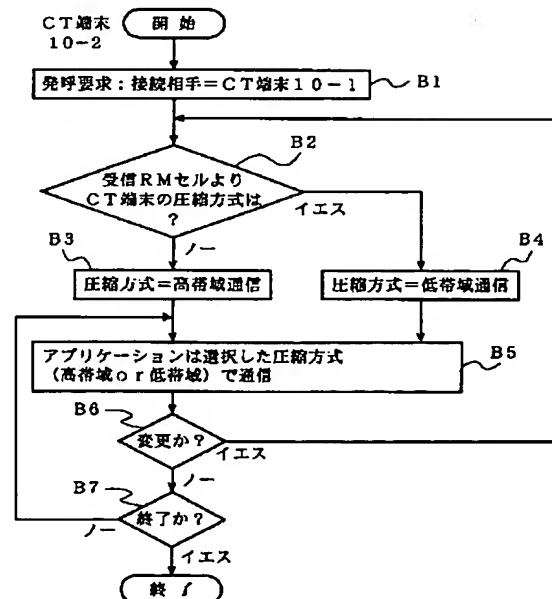 CT端末
10-2
開始
発呼要求:接続相手=CT端末10-1
B1
B2
受信RMセルより
CT端末の圧縮方式は
?
イエス
ノー
B3
B4
圧縮方式=高帯域通信
圧縮方式=低帯域通信
アプリケーションは選択した圧縮方式
(高帯域or低帯域)で通信
B5
B6
変更か?
イエス
ノー
B7
終了か?
ノー
イエス
終了